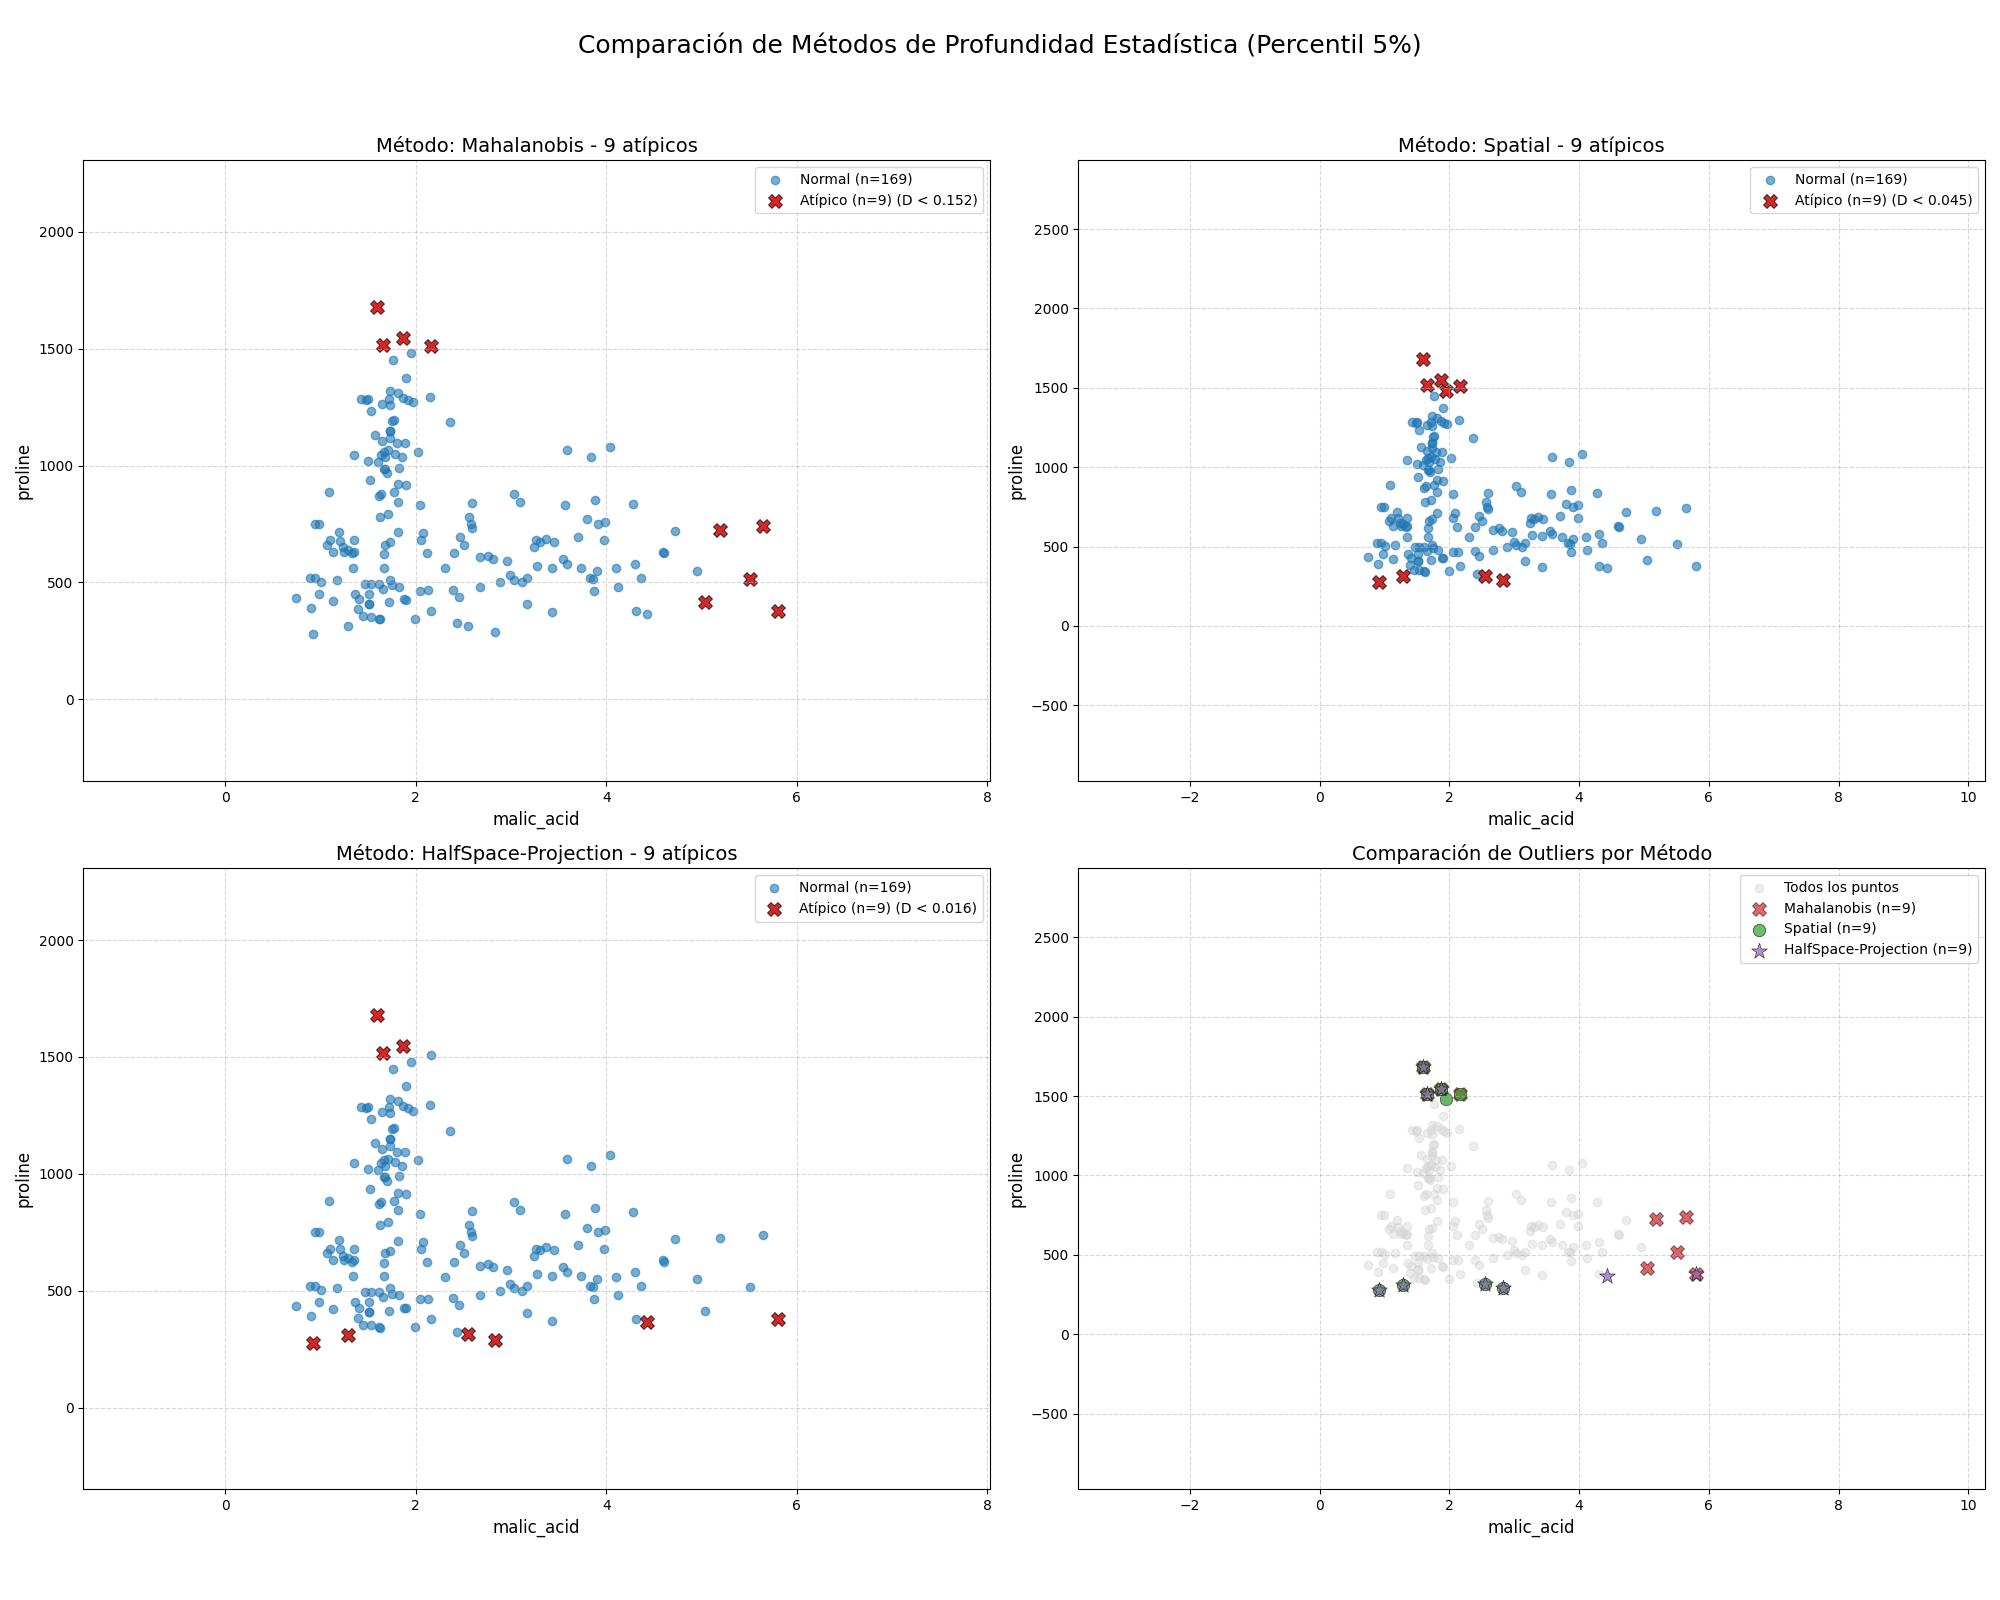 Comparación de Métodos de Profundidad Estadística (Percentil 5%)
Método: Mahalanobis - 9 atípicos
Normal (n=169)
Atípico (n=9) (D < 0.152)
2000
1500
1000
500
0
proline
0
2
4
6
8
malic_acid
Método: Spatial - 9 atípicos
Normal (n=169)
Atípico (n=9) (D < 0.045)
2500
2000
1500
1000
500
0
−500
proline
−2
0
2
4
6
8
10
malic_acid
Método: HalfSpace-Projection - 9 atípicos
Normal (n=169)
Atípico (n=9) (D < 0.016)
2000
1500
1000
500
0
proline
0
2
4
6
8
malic_acid
Comparación de Outliers por Método
Todos los puntos
Mahalanobis (n=9)
Spatial (n=9)
HalfSpace-Projection (n=9)
2500
2000
1500
1000
500
0
−500
proline
−2
0
2
4
6
8
10
malic_acid